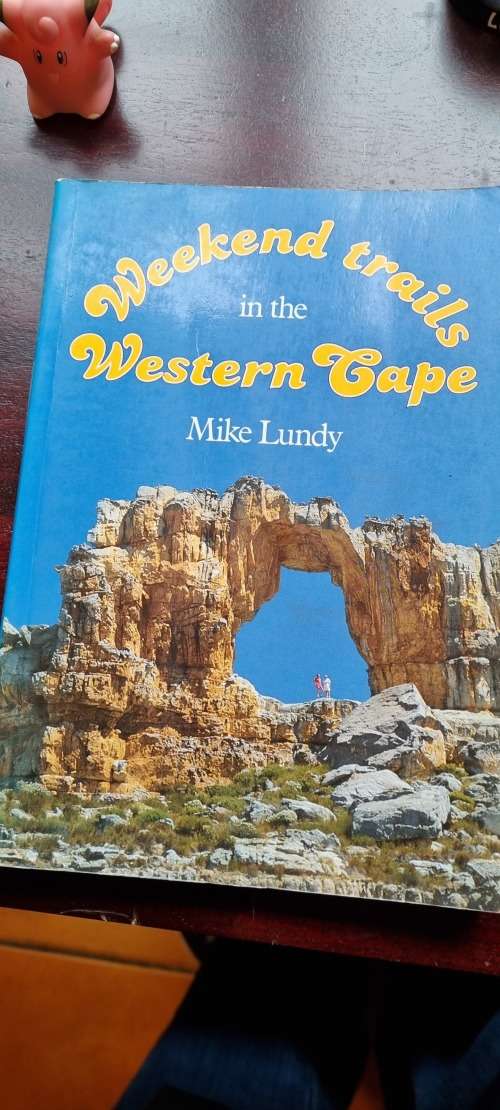 Weekend trails
in the
Western Cape
Mike Lundy